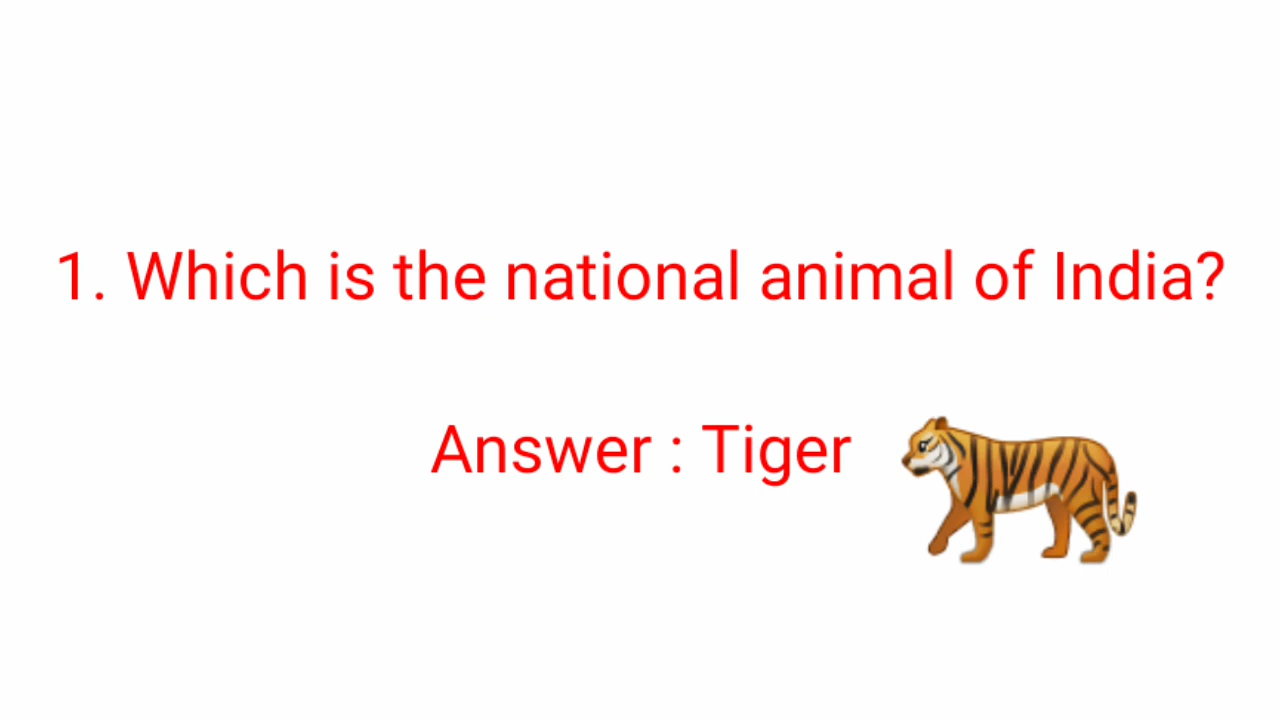 1. Which is the national animal of India?
Answer : Tiger